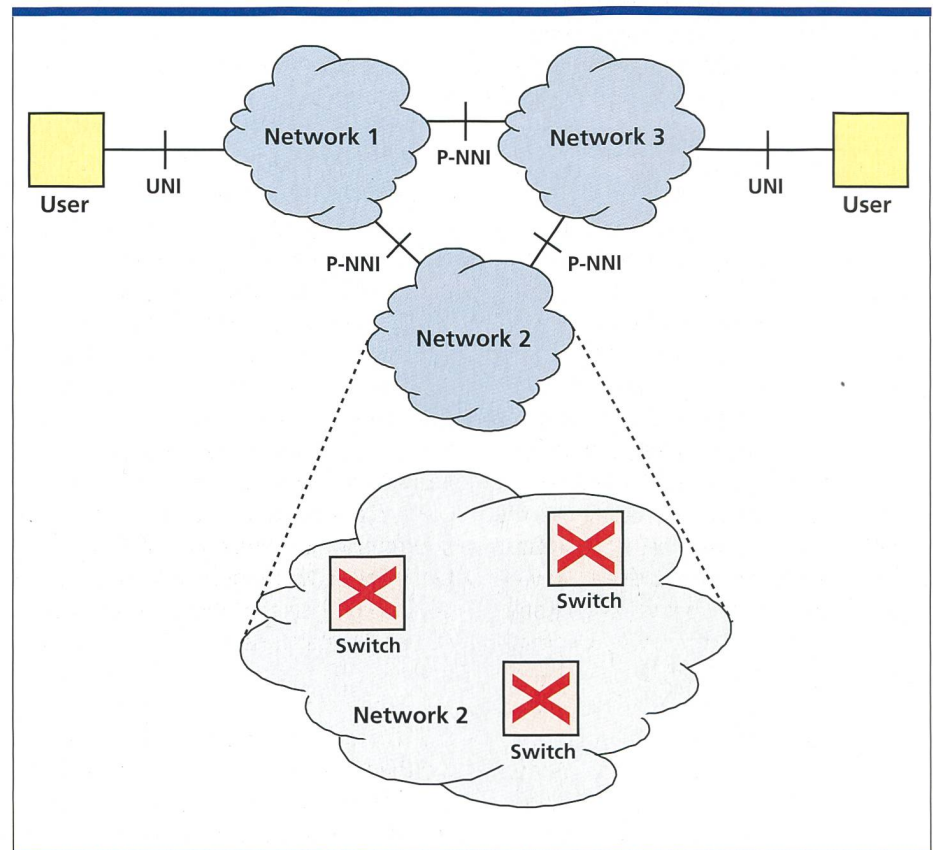 Network 1
Network 3
P-NNI
UNI
UNI
User
User
P-NNI
P-NNI
Network 2
Switch
Switch
Network 2
Switch